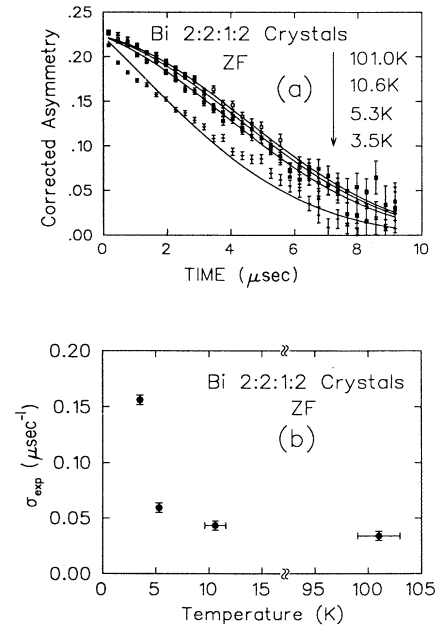 Bi 2:2:1:2 Crystals
ZF
(a)
101.0K
10.6K
5.3K
3.5K
.25
.20
.15
.10
.05
.00
Corrected Asymmetry
0 2 4 6 8 10
TIME (μsec)
Bi 2:2:1:2 Crystals
ZF
(b)
0.20
0.15
0.10
0.05
0.00
σexp (μsec⁻¹)
0 5 10 15 95 100 105
Temperature (K)